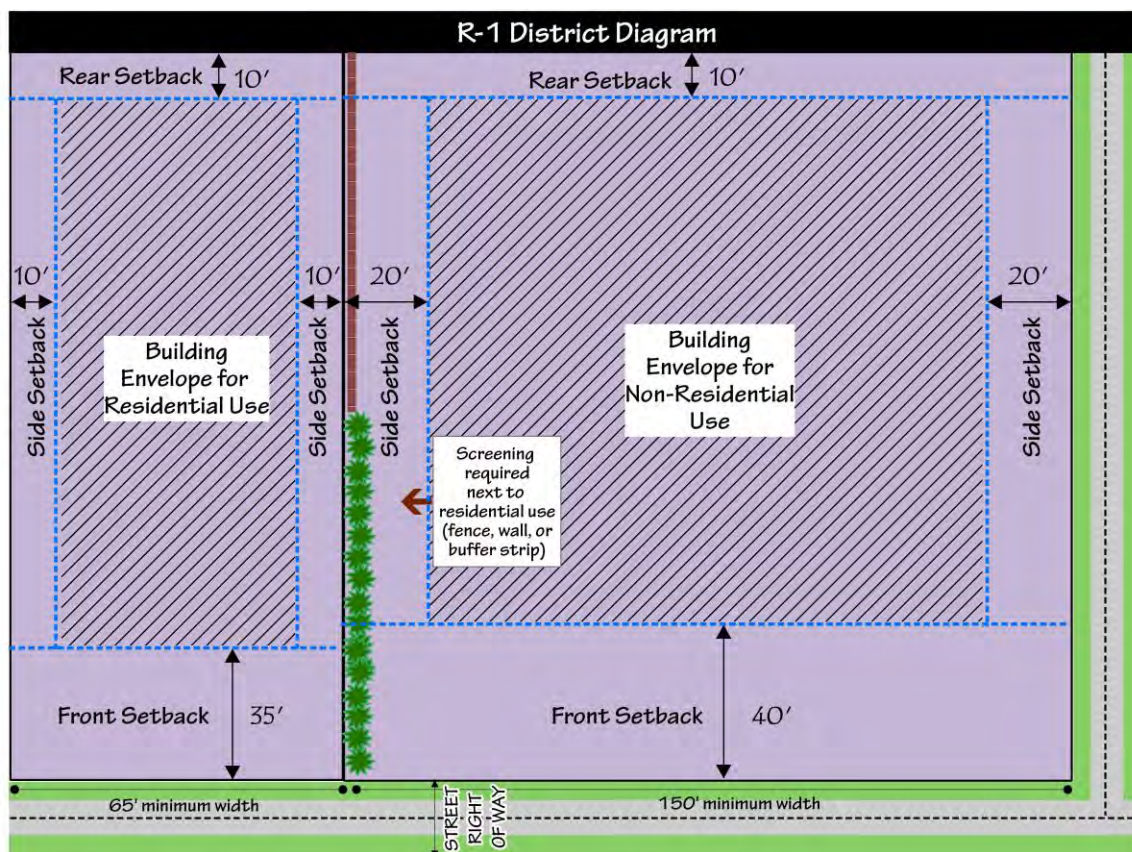 R-1 District Diagram
Rear Setback 10'
Rear Setback 10'
10'
10'
20'
20'
Side Setback
Side Setback
Side Setback
Side Setback
Building
Envelope for
Residential Use
Building
Envelope for
Non-Residential
Use
Screening
required
next to
residential use
(fence, wall, or
buffer strip)
Front Setback 35'
Front Setback 40'
65' minimum width
150' minimum width
STREET
RIGHT
OF WAY